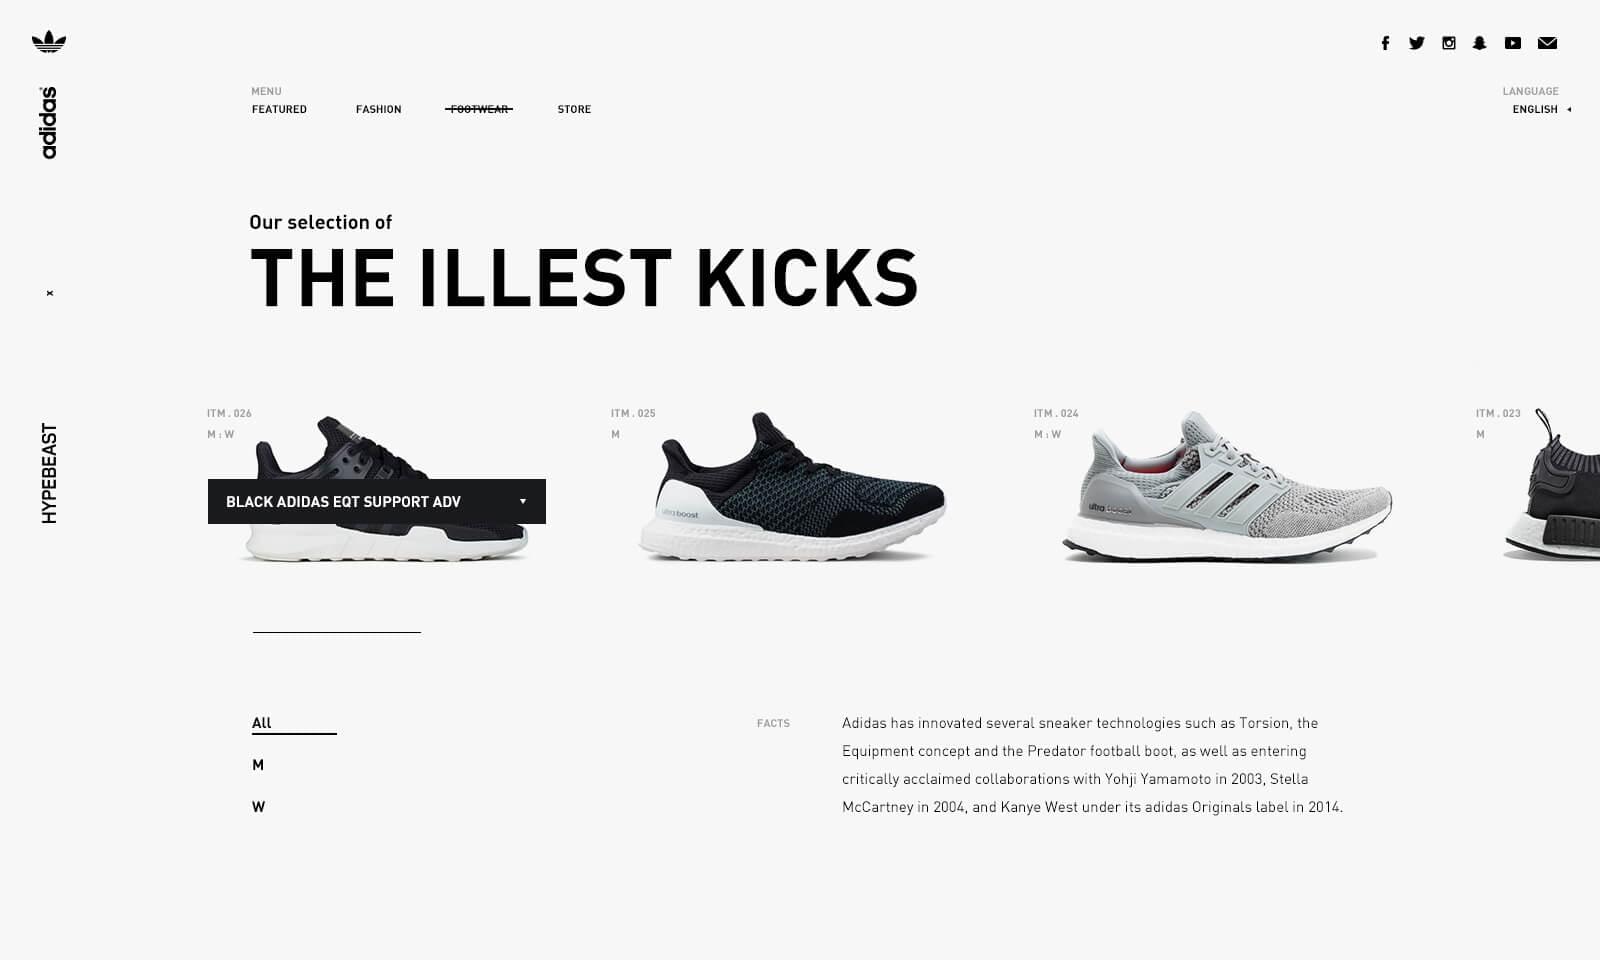 adidas
x
HYPEBEAST
MENU
FEATURED
FASHION
FOOTWEAR
STORE
LANGUAGE
ENGLISH
Our selection of
THE ILLEST KICKS
ITM . 026
M : W
BLACK ADIDAS EQT SUPPORT ADV
ITM . 025
M
ultraboost
ITM . 024
M : W
ultra boost
ITM . 023
M
All
M
W
FACTS
Adidas has innovated several sneaker technologies such as Torsion, the
Equipment concept and the Predator football boot, as well as entering
critically acclaimed collaborations with Yohji Yamamoto in 2003, Stella
McCartney in 2004, and Kanye West under its adidas Originals label in 2014.